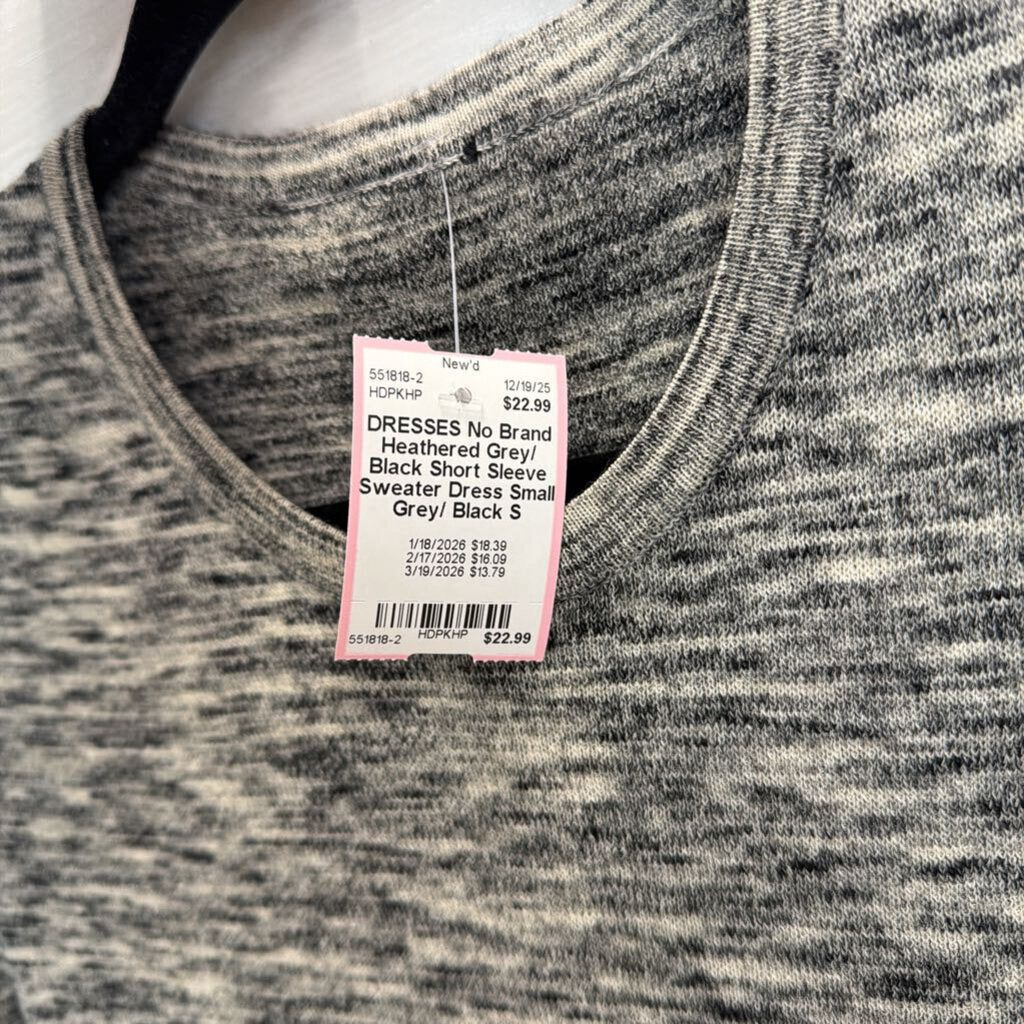 New'd
551818-2 12/19/25
HDPKHP $22.99
DRESSES No Brand
Heathered Grey/
Black Short Sleeve
Sweater Dress Small
Grey/ Black S
1/18/2026 $18.39
2/17/2026 $16.09
3/19/2026 $13.79
551818-2 HDPKHP $22.99